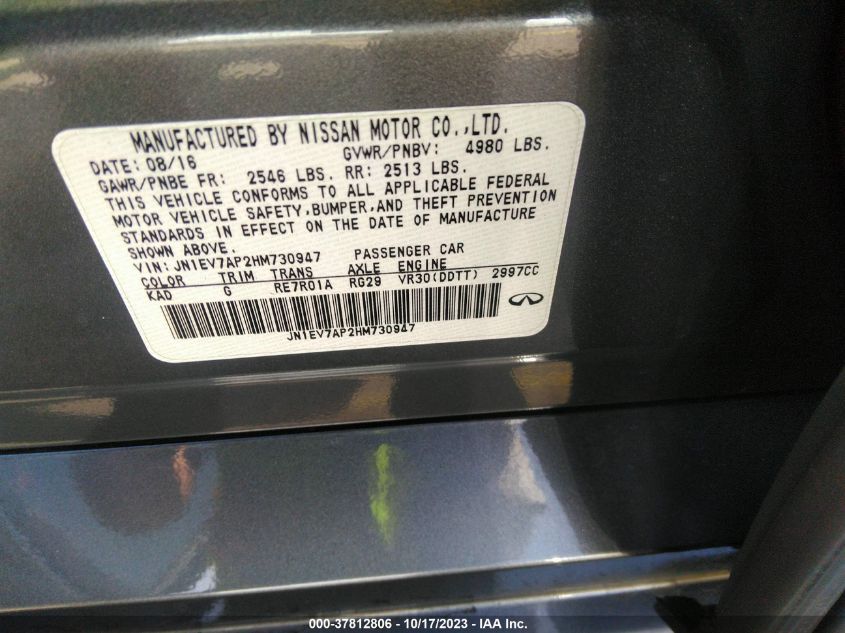 MANUFACTURED BY NISSAN MOTOR CO.,LTD.
DATE: 08/16 GVWR/PNBV: 4980 LBS.
GAWR/PNBE FR: 2546 LBS. RR: 2513 LBS.
THIS VEHICLE CONFORMS TO ALL APPLICABLE FEDERAL
MOTOR VEHICLE SAFETY,BUMPER,AND THEFT PREVENTION
STANDARDS IN EFFECT ON THE DATE OF MANUFACTURE
SHOWN ABOVE.
VIN: JN1EV7AP2HM730947 PASSENGER CAR
COLOR TRIM TRANS AXLE ENGINE
KAD G RE7R01A RG29 VR30(DDTT) 2997CC
JN1EV7AP2HM730947
000-37812806 - 10/17/2023 - IAA Inc.